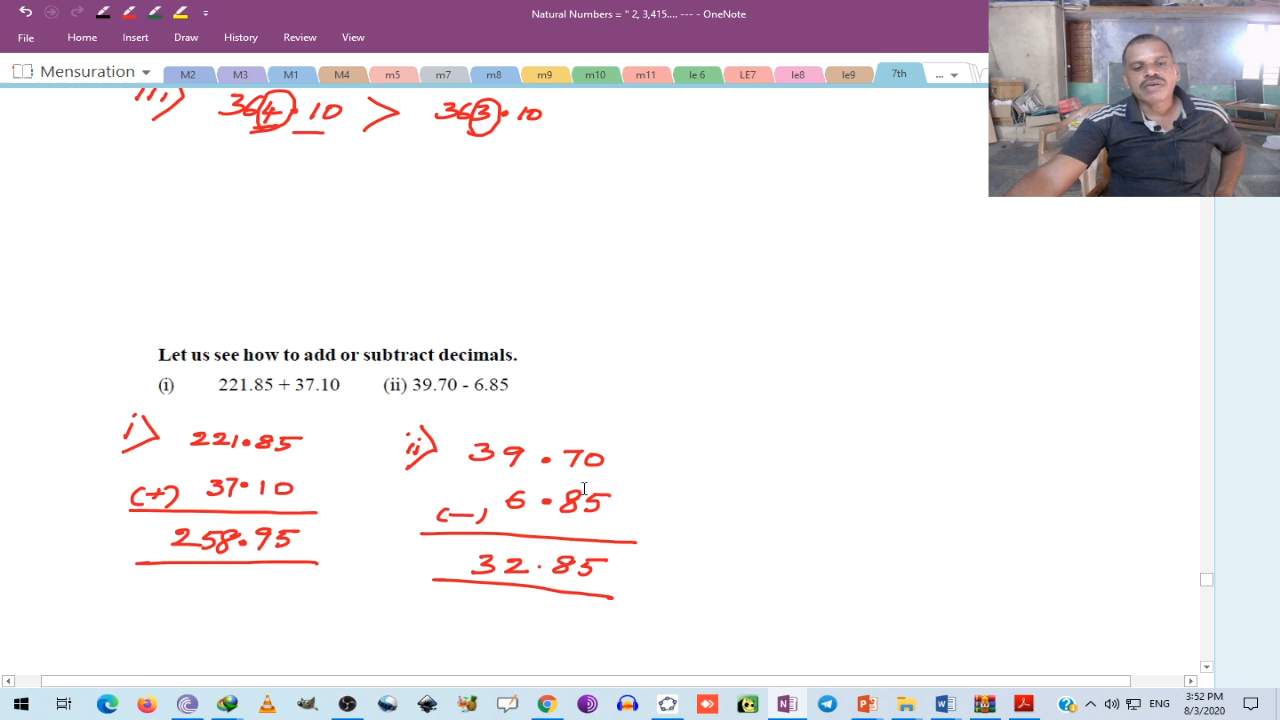 Natural Numbers = " 2, 3,415.... --- - OneNote
File Home Insert Draw History Review View
Mensuration M2 M3 M1 M4 m5 m7 m8 m9 m10 m11 le 6 LE7 le8 le9 7th ...
iii) 364.10 > 363.10
Let us see how to add or subtract decimals.
(i) 221.85 + 37.10 (ii) 39.70 - 6.85
i) 221.85
(+) 37.10
258.95
ii) 39.70
(-) 6.85
32.85
ENG
3:52 PM
8/3/2020